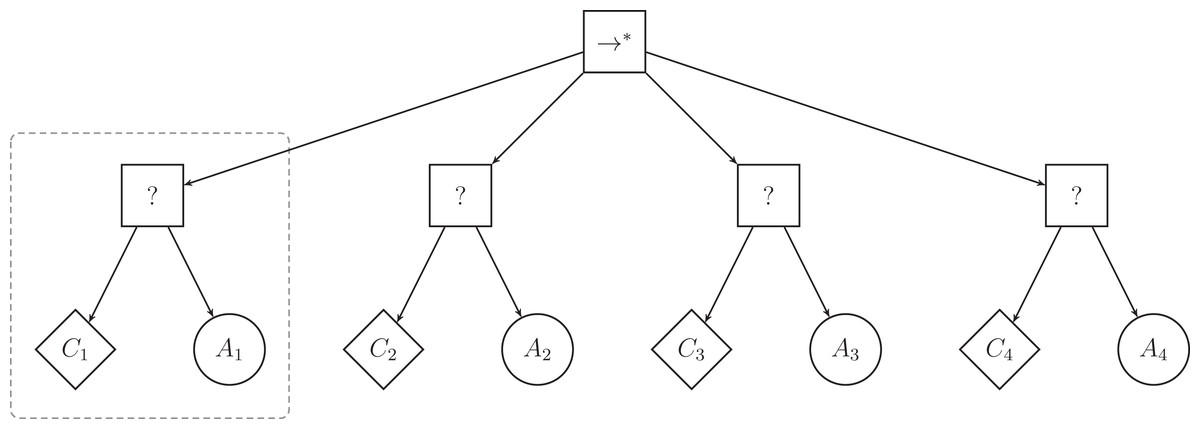 →*
? ? ? ?
C₁ A₁ C₂ A₂ C₃ A₃ C₄ A₄